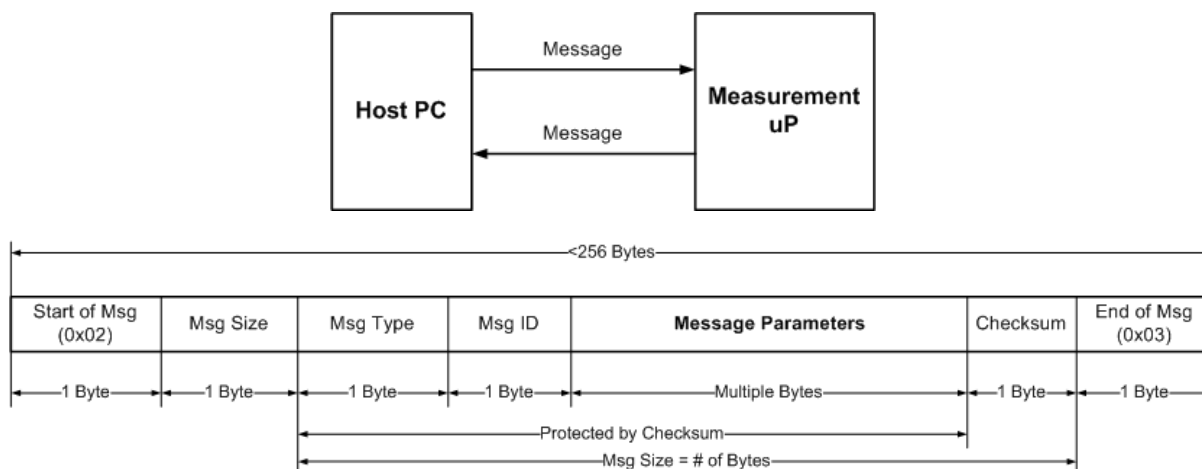 Message
Host PC
Measurement
uP
Message
<256 Bytes
Start of Msg
(0x02)
Msg Size
Msg Type
Msg ID
Message Parameters
Checksum
End of Msg
(0x03)
1 Byte
1 Byte
1 Byte
1 Byte
Multiple Bytes
1 Byte
1 Byte
Protected by Checksum
Msg Size = # of Bytes